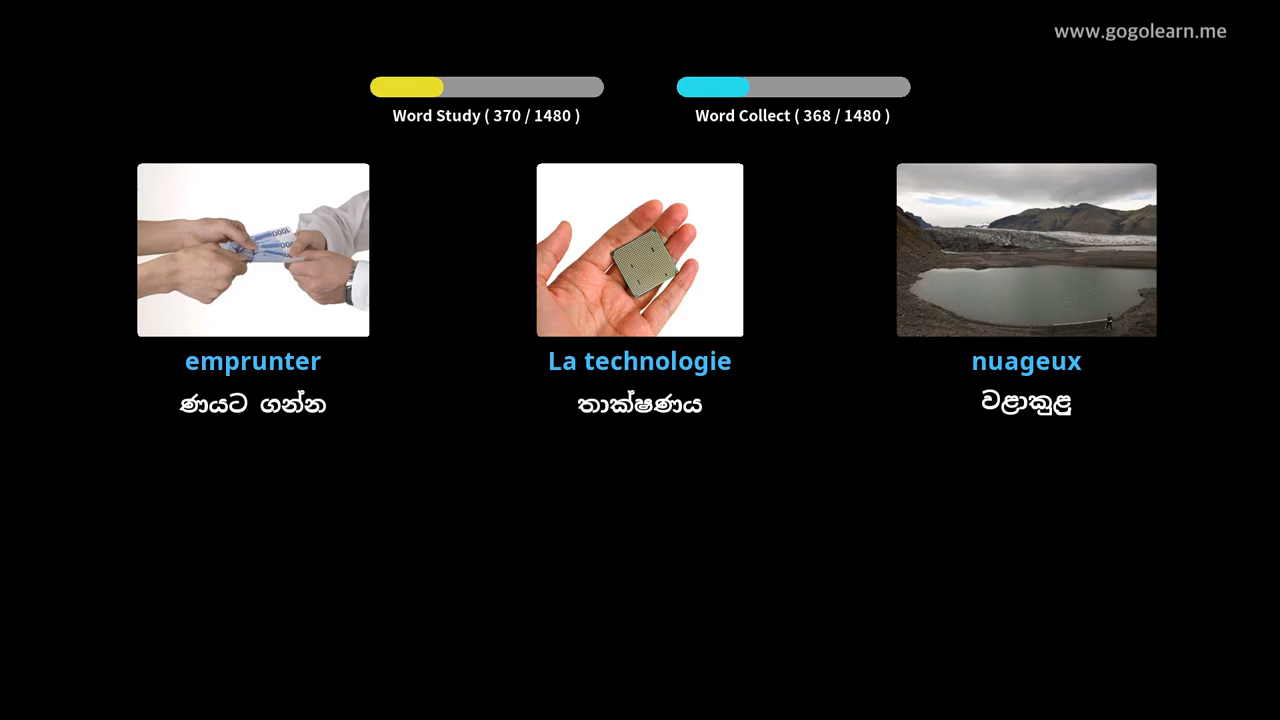 www.gogolearn.me
Word Study ( 370 / 1480 )
Word Collect ( 368 / 1480 )
emprunter
La technologie
nuageux
ණයට ගන්න
තාක්ෂණය
වළාකුළු